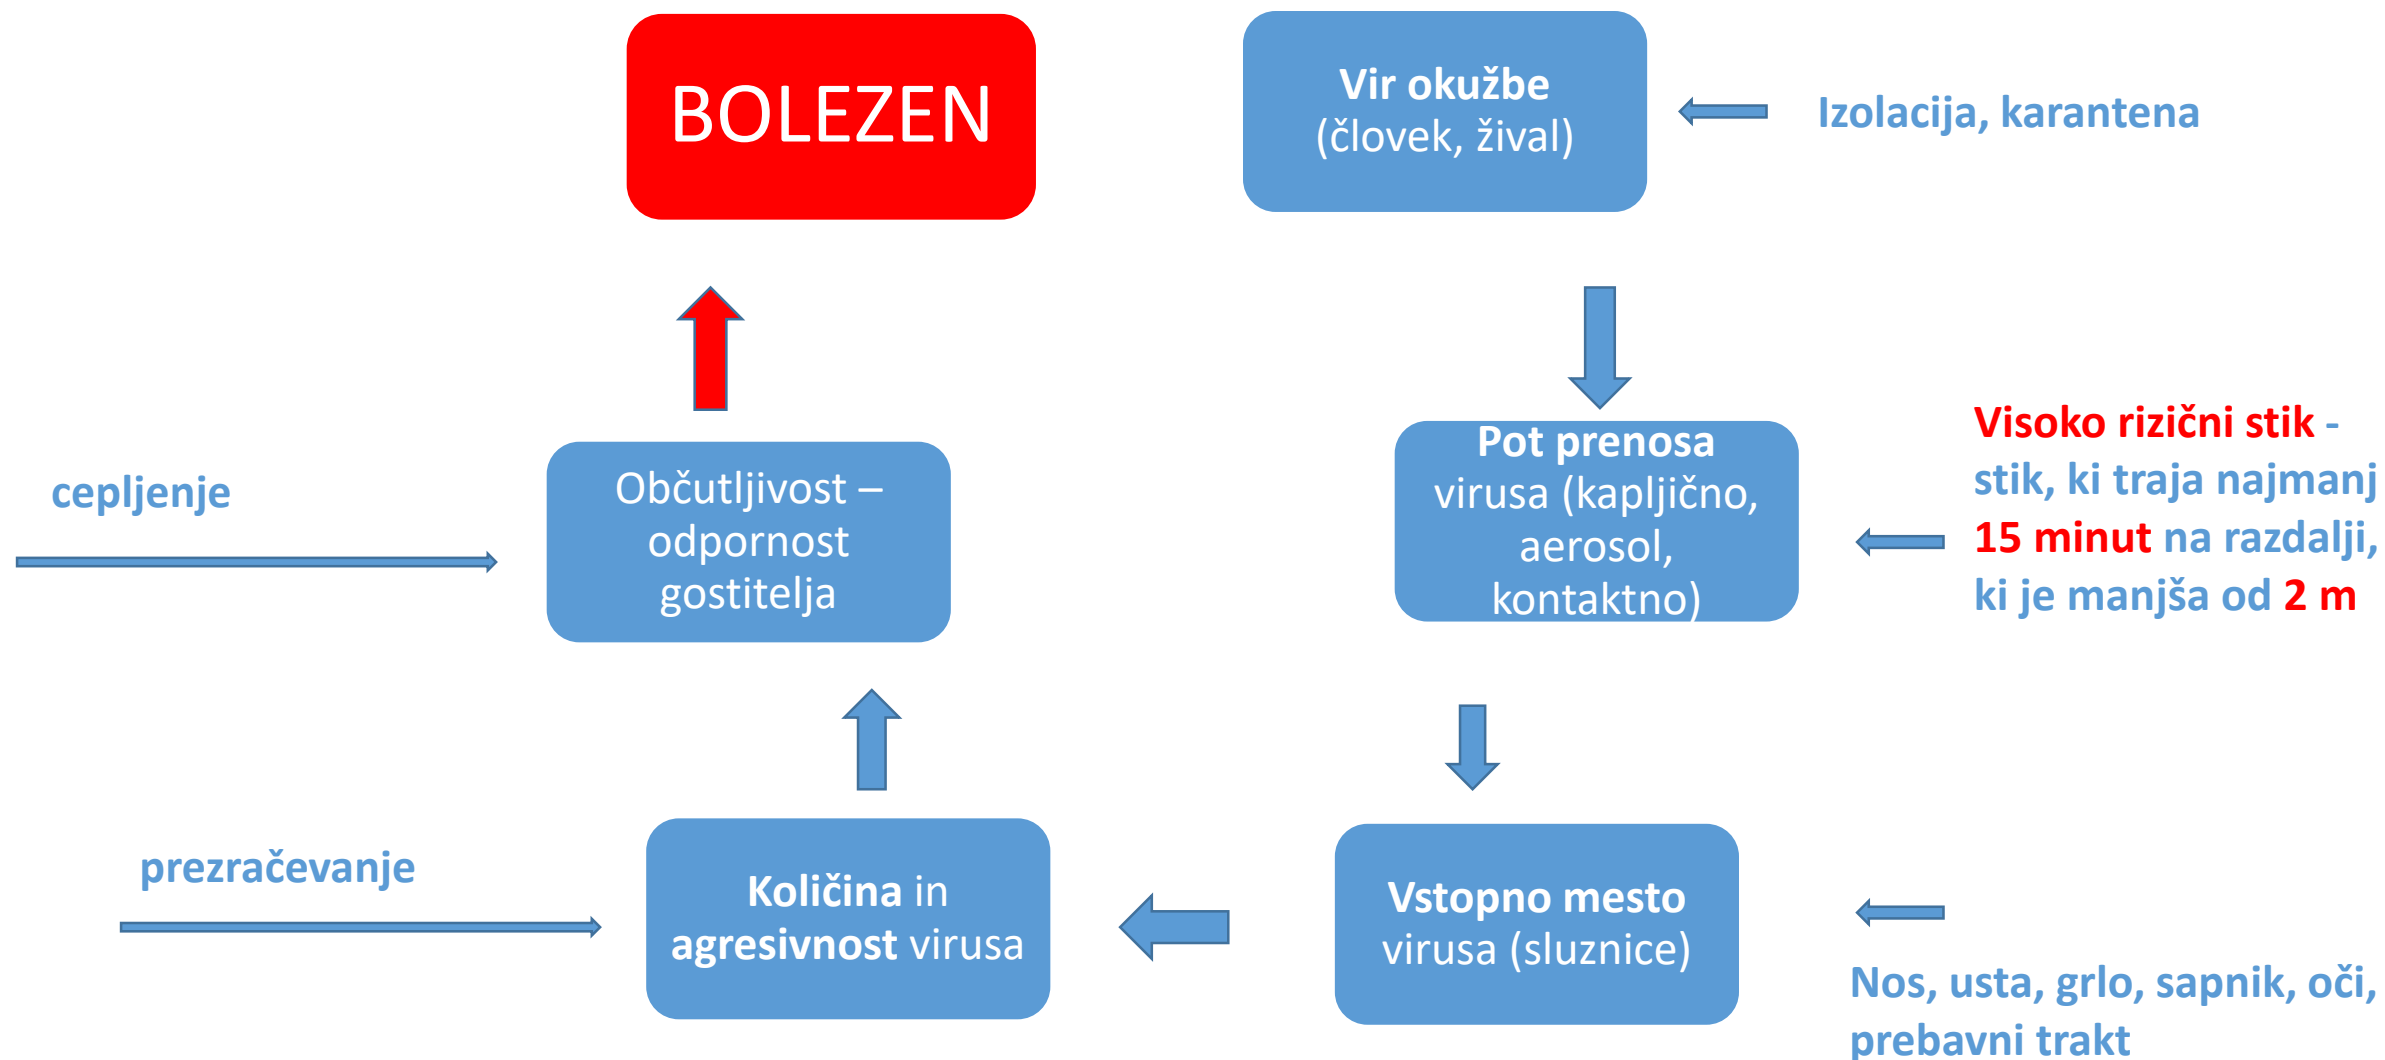 BOLEZEN
Vir okužbe
(človek, žival)
Izolacija, karantena
cepljenje
Občutljivost –
odpornost
gostitelja
Pot prenosa
virusa (kapljično,
aerosol,
kontaktno)
Visoko rizični stik -
stik, ki traja najmanj
15 minut na razdalji,
ki je manjša od 2 m
prezračevanje
Količina in
agresivnost virusa
Vstopno mesto
virusa (sluznice)
Nos, usta, grlo, sapnik, oči,
prebavni trakt